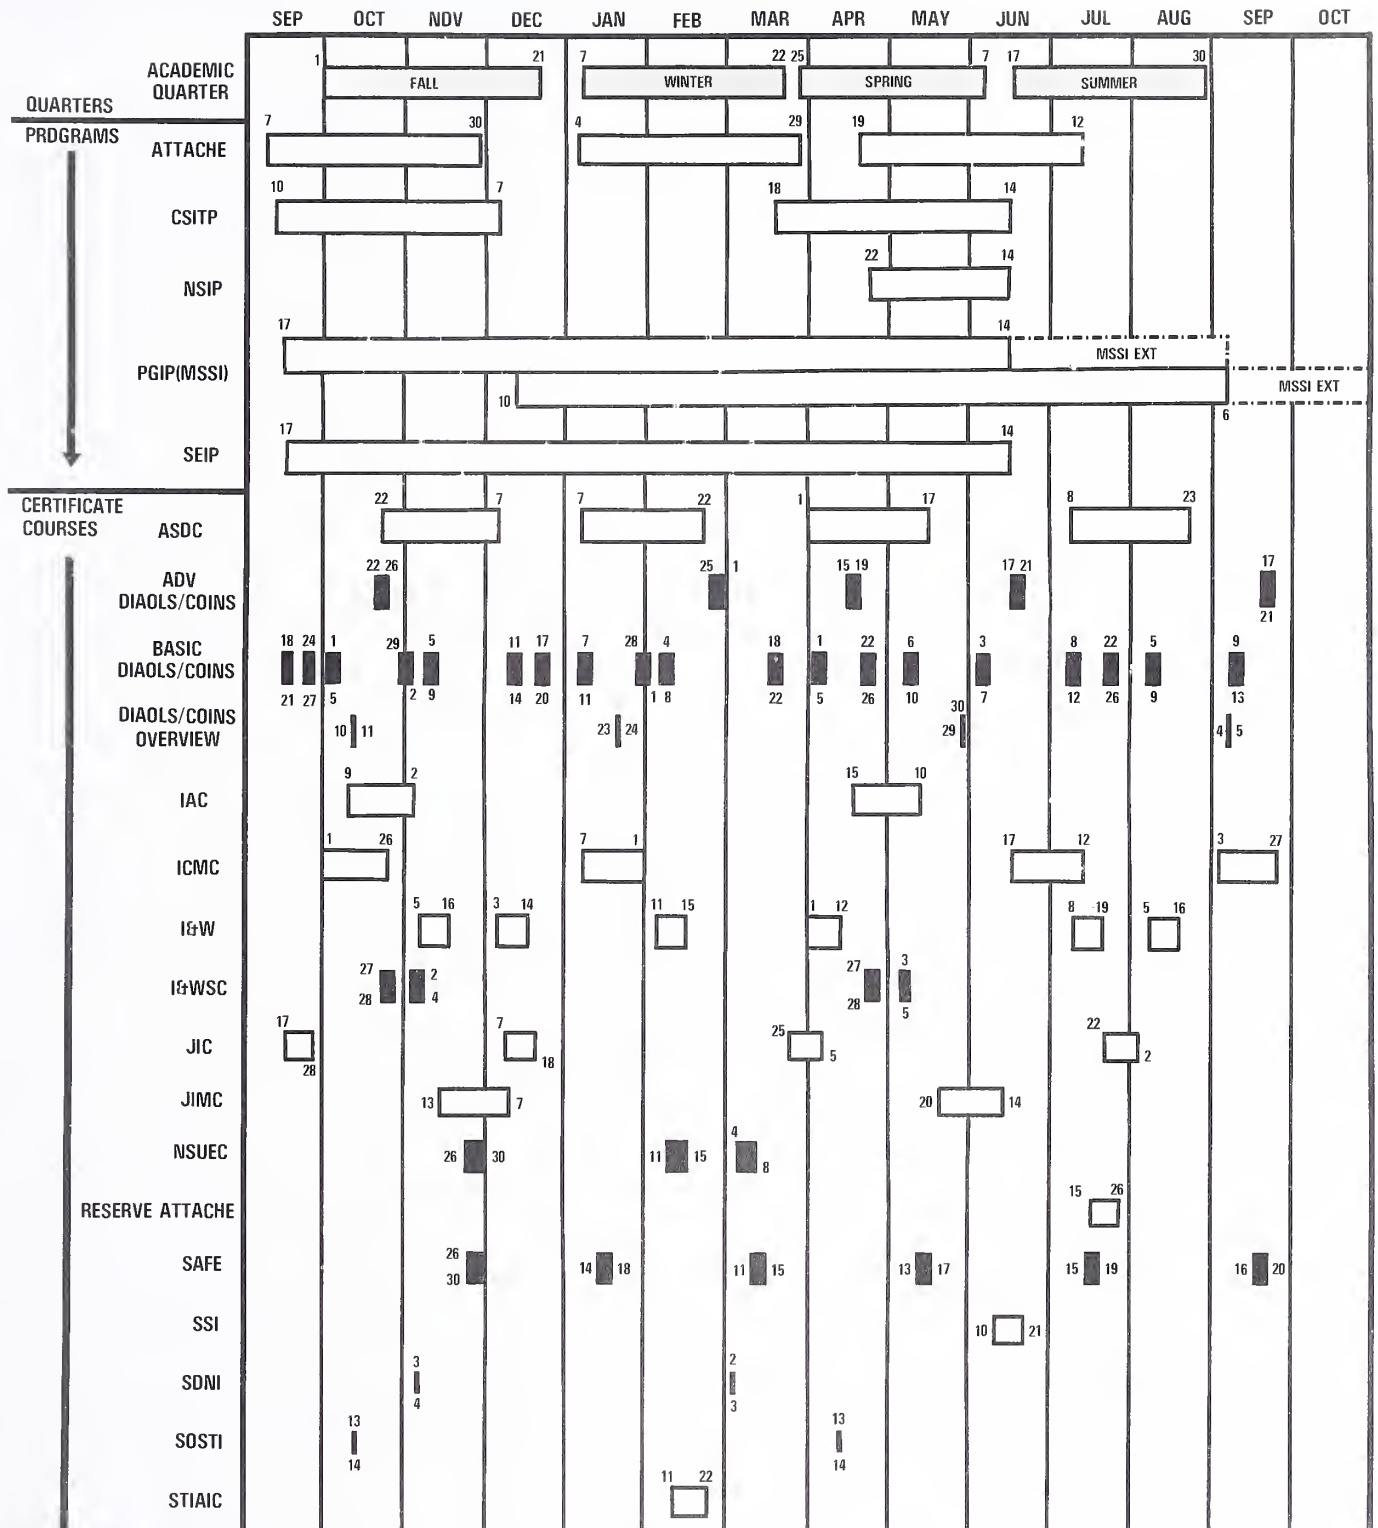 SEP OCT NDV DEC JAN FEB MAR APR MAY JUN JUL AUG SEP OCT
1 21 7 22 25 7 17 30
ACADEMIC
QUARTER
FALL WINTER SPRING SUMMER
QUARTERS
PRDGRAMS
7 30 4 29 19 12
ATTACHE
10 7 18 14
CSITP
22 14
NSIP
17 14
MSSI EXT
PGIP(MSSI)
MSSI EXT
10 6
17 14
SEIP
CERTIFICATE
COURSES
22 7 7 22 1 17 8 23
ASDC
22 26 25 1 15 19 17 21 17
ADV
DIAOLS/COINS
21
18 24 1 29 5 11 17 7 28 4 18 1 22 6 3 8 22 5 9
BASIC
DIAOLS/COINS
21 27 5 2 9 14 20 11 1 8 22 5 26 10 7 12 26 9 13
DIAOLS/COINS
OVERVIEW
30
10 11 23 24 29 4 5
9 2 15 10
IAC
1 26 7 1 17 12 3 27
ICMC
5 16 3 14 11 15 1 12 8 19 5 16
I&W
27 2 27 3
I&WSC
28 4 28 5
17 7 25 22
JIC
28 18 5 2
JIMC
13 7 20 14
4
NSUEC
26 30 11 15 8
15 26
RESERVE ATTACHE
26
SAFE
14 18 11 15 13 17 15 19 16 20
30
SSI
10 21
3 2
SDNI
4 3
13 13
SOSTI
14 14
11 22
STIAIC